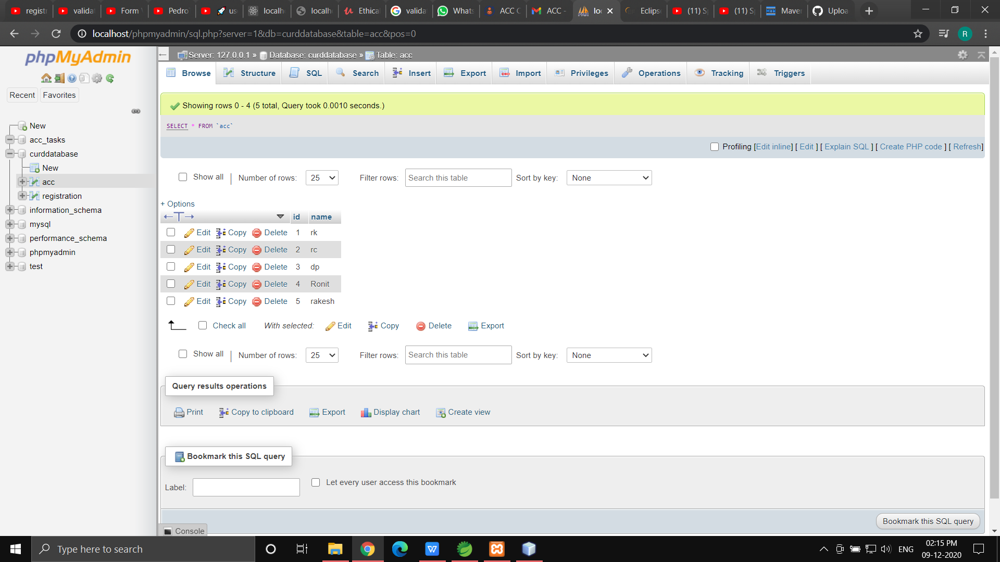 registr
validat
Form
Pedro
us
localh
localh
Ethica
valida
Whats
ACC C
ACC -
loc
Eclips
(11) S
(11) S
Maver
Uploa
localhost/phpmyadmin/sql.php?server=1&db=curddatabase&table=acc&pos=0
R
phpMyAdmin
Recent
Favorites
New
acc_tasks
curddatabase
New
acc
registration
information_schema
mysql
performance_schema
phpmyadmin
test
Server: 127.0.0.1 » Database: curddatabase » Table: acc
Browse Structure SQL Search Insert Export Import Privileges Operations Tracking Triggers
Showing rows 0 - 4 (5 total, Query took 0.0010 seconds.)
SELECT * FROM `acc`
Profiling [Edit inline] [ Edit ] [ Explain SQL ] [ Create PHP code ] [ Refresh]
Show all | Number of rows: 25 Filter rows: Search this table Sort by key: None
+ Options
id name
Edit Copy Delete 1 rk
Edit Copy Delete 2 rc
Edit Copy Delete 3 dp
Edit Copy Delete 4 Ronit
Edit Copy Delete 5 rakesh
Check all With selected: Edit Copy Delete Export
Show all | Number of rows: 25 Filter rows: Search this table Sort by key: None
Query results operations
Print Copy to clipboard Export Display chart Create view
Bookmark this SQL query
Label: Let every user access this bookmark
Bookmark this SQL query
Console
Type here to search
W
ENG
02:15 PM
09-12-2020